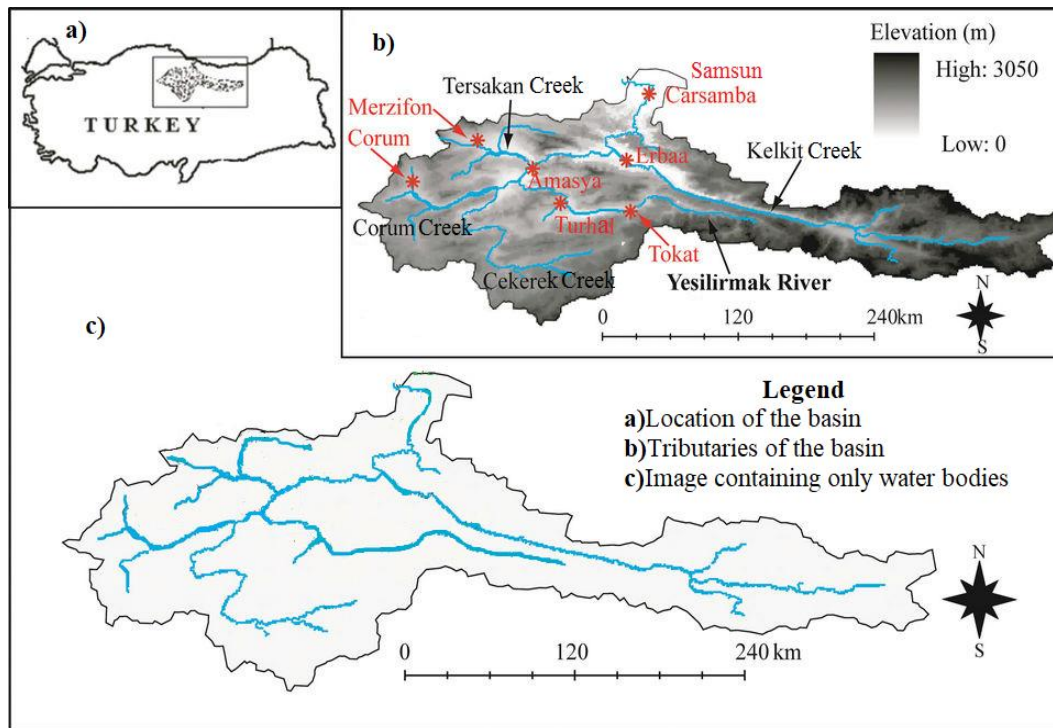 a)
TURKEY
b)
Elevation (m)
High: 3050
Low: 0
Samsun
Carsamba
Tersakan Creek
Merzifon
Corum
Erbaa
Kelkit Creek
Amasya
Turhal
Corum Creek
Tokat
Cekerek Creek
Yesilirmak River
N
S
0 120 240km
c)
Legend
a)Location of the basin
b)Tributaries of the basin
c)Image containing only water bodies
N
S
0 120 240 km